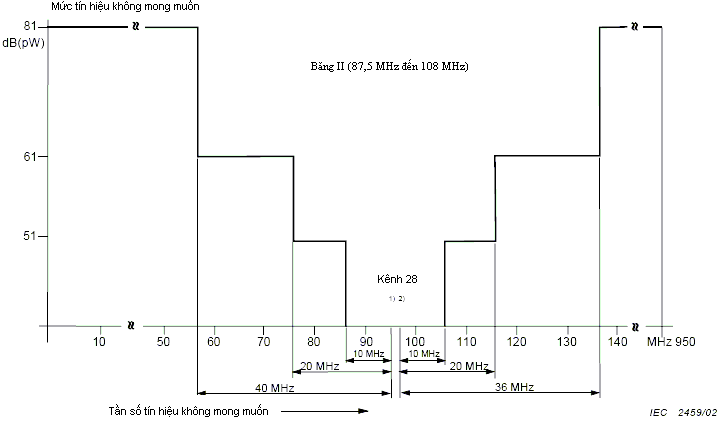 Mức tín hiệu không mong muốn
81
dB(pW)
Băng II (87,5 MHz đến 108 MHz)
61
51
Kênh 28
1) 2)
10 50 60 70 80 90 100 110 120 130 140 MHz 950
10 MHz 10 MHz
20 MHz 20 MHz
40 MHz 36 MHz
Tần số tín hiệu không mong muốn
IEC 2459/02